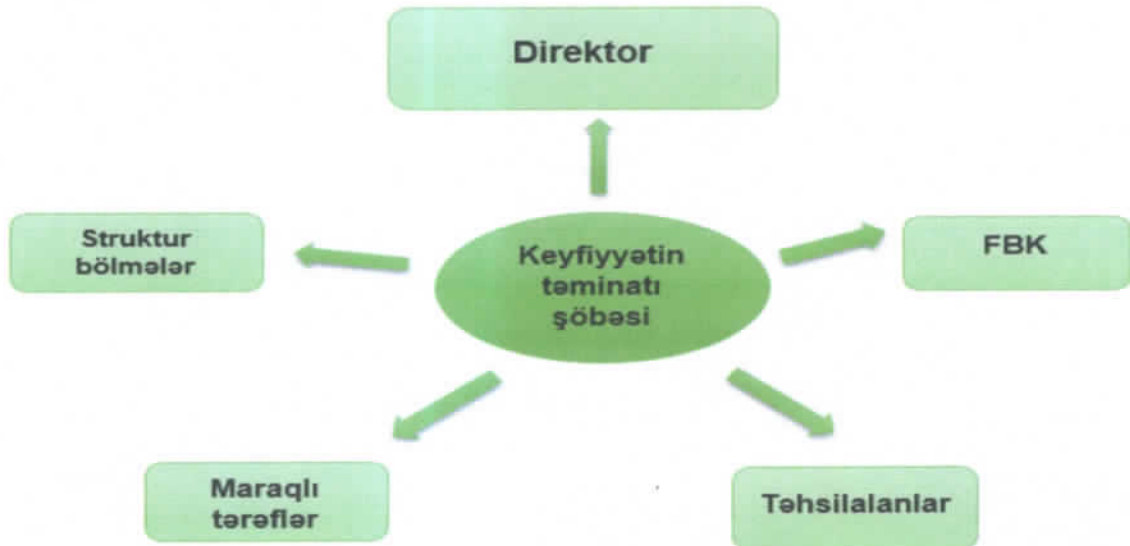 Direktor
Struktur
bölmələr
Keyfiyyətin
təminatı
şöbəsi
FBK
Maraqlı
tərəflər
Təhsilalanlar